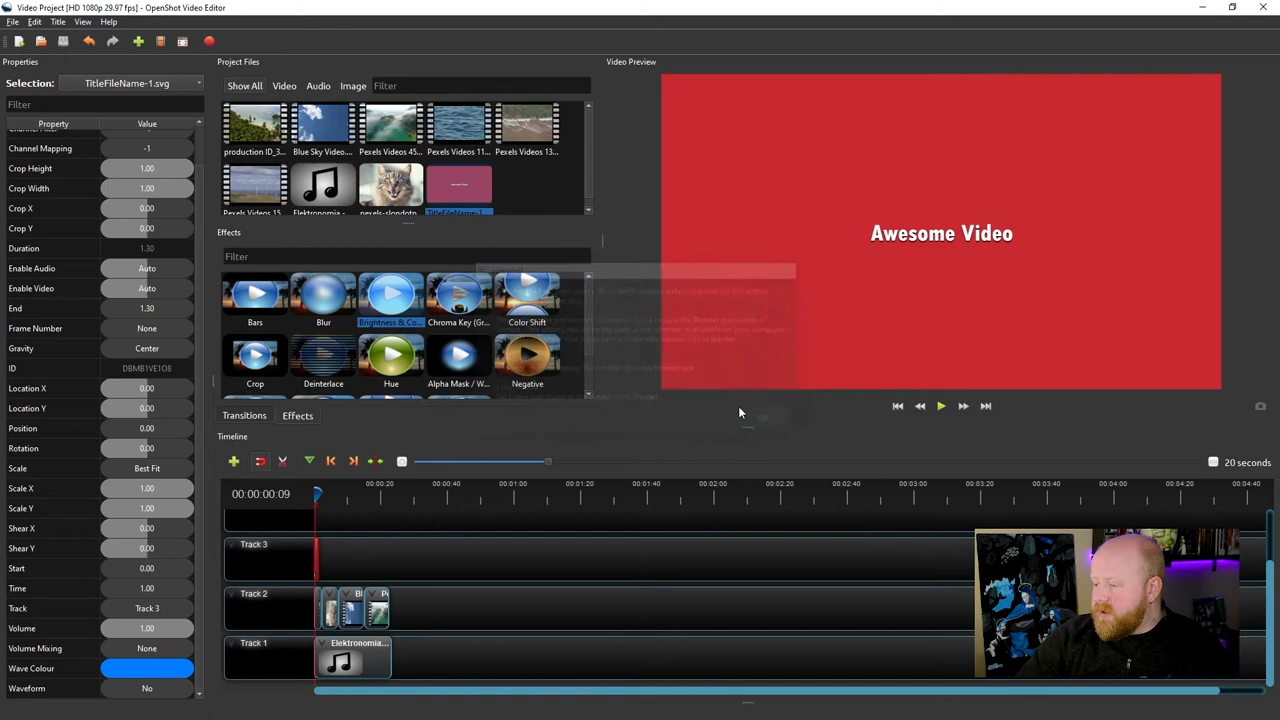 Video Project [HD 1080p 29.97 fps] - OpenShot Video Editor
File Edit Title View Help
Properties
Selection: TitleFileName-1.svg
Filter
Property Value
Channel Mapping -1
Crop Height 1.00
Crop Width 1.00
Crop X 0.00
Crop Y 0.00
Duration 1.30
Enable Audio Auto
Enable Video Auto
End 1.30
Frame Number None
Gravity Center
ID DBMB1VE1O8
Location X 0.00
Location Y 0.00
Position 0.00
Rotation 0.00
Scale Best Fit
Scale X 1.00
Scale Y 1.00
Shear X 0.00
Shear Y 0.00
Start 0.00
Time 1.00
Track Track 3
Volume 1.00
Volume Mixing None
Wave Colour
Waveform No
Project Files
Show All Video Audio Image Filter
production ID_3... Blue Sky Video.... Pexels Videos 45... Pexels Videos 11... Pexels Videos 13...
Pexels Videos 15... Elektronomia - pexels-slondotn... TitleFileName-1
Effects
Filter
Bars Blur Brightness & Co... Chroma Key (Gr... Color Shift
Crop Deinterlace Hue Alpha Mask / W... Negative
Transitions Effects
Video Preview
Awesome Video
Timeline
20 seconds
00:00:00:09
00:00:20 00:00:40 00:01:00 00:01:20 00:01:40 00:02:00 00:02:20 00:02:40 00:03:00 00:03:20 00:03:40 00:04:00 00:04:20 00:04:40
Track 3
Track 2
Track 1 Elektronomia...